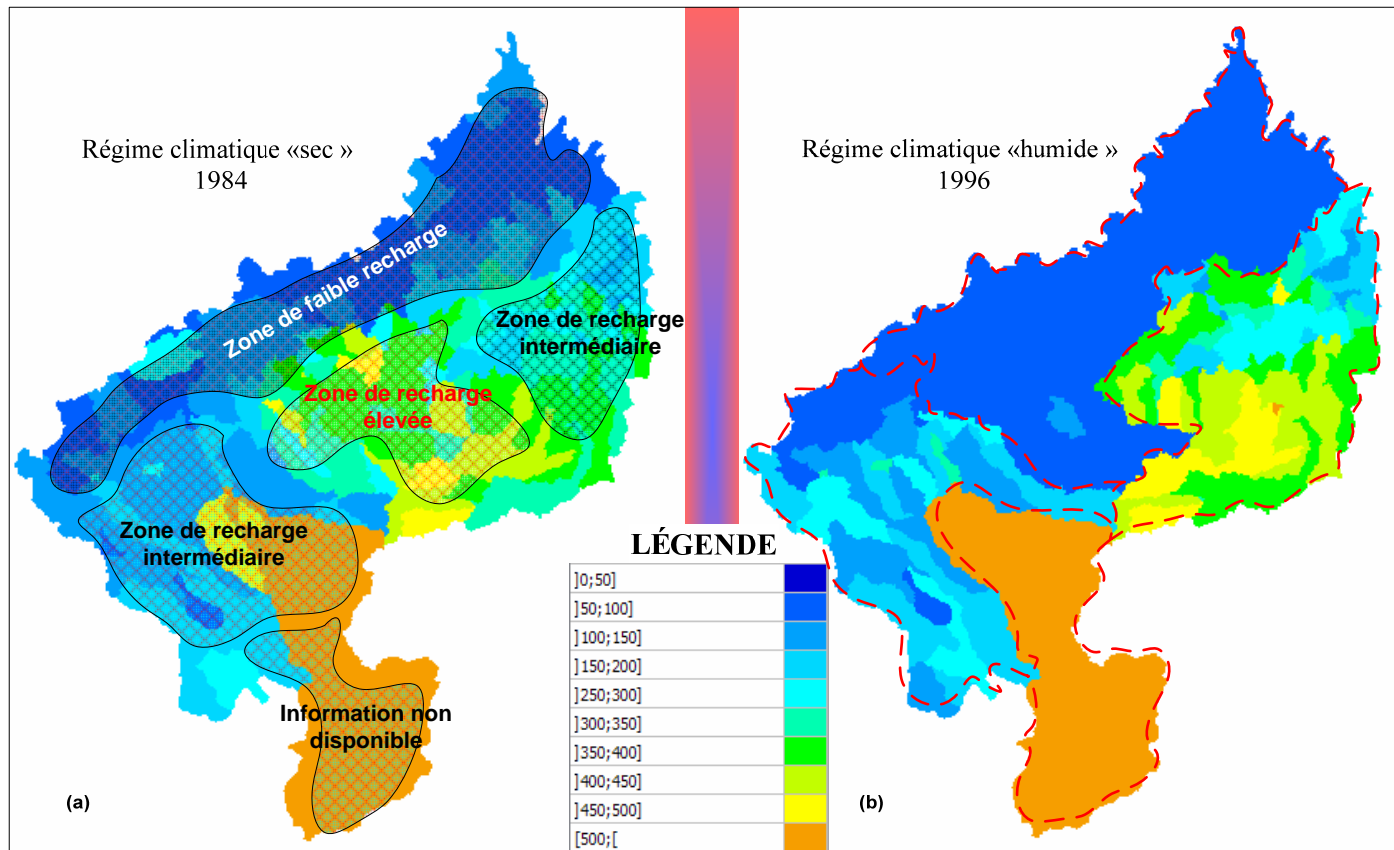 Régime climatique «sec »
1984
Zone de faible recharge
Zone de recharge
intermédiaire
Zone de recharge
élevée
Zone de recharge
intermédiaire
Information non
disponible
(a)
Régime climatique «humide »
1996
(b)
LÉGENDE
]0;50]
]50;100]
]100;150]
]150;200]
]250;300]
]300;350]
]350;400]
]400;450]
]450;500]
[500;[